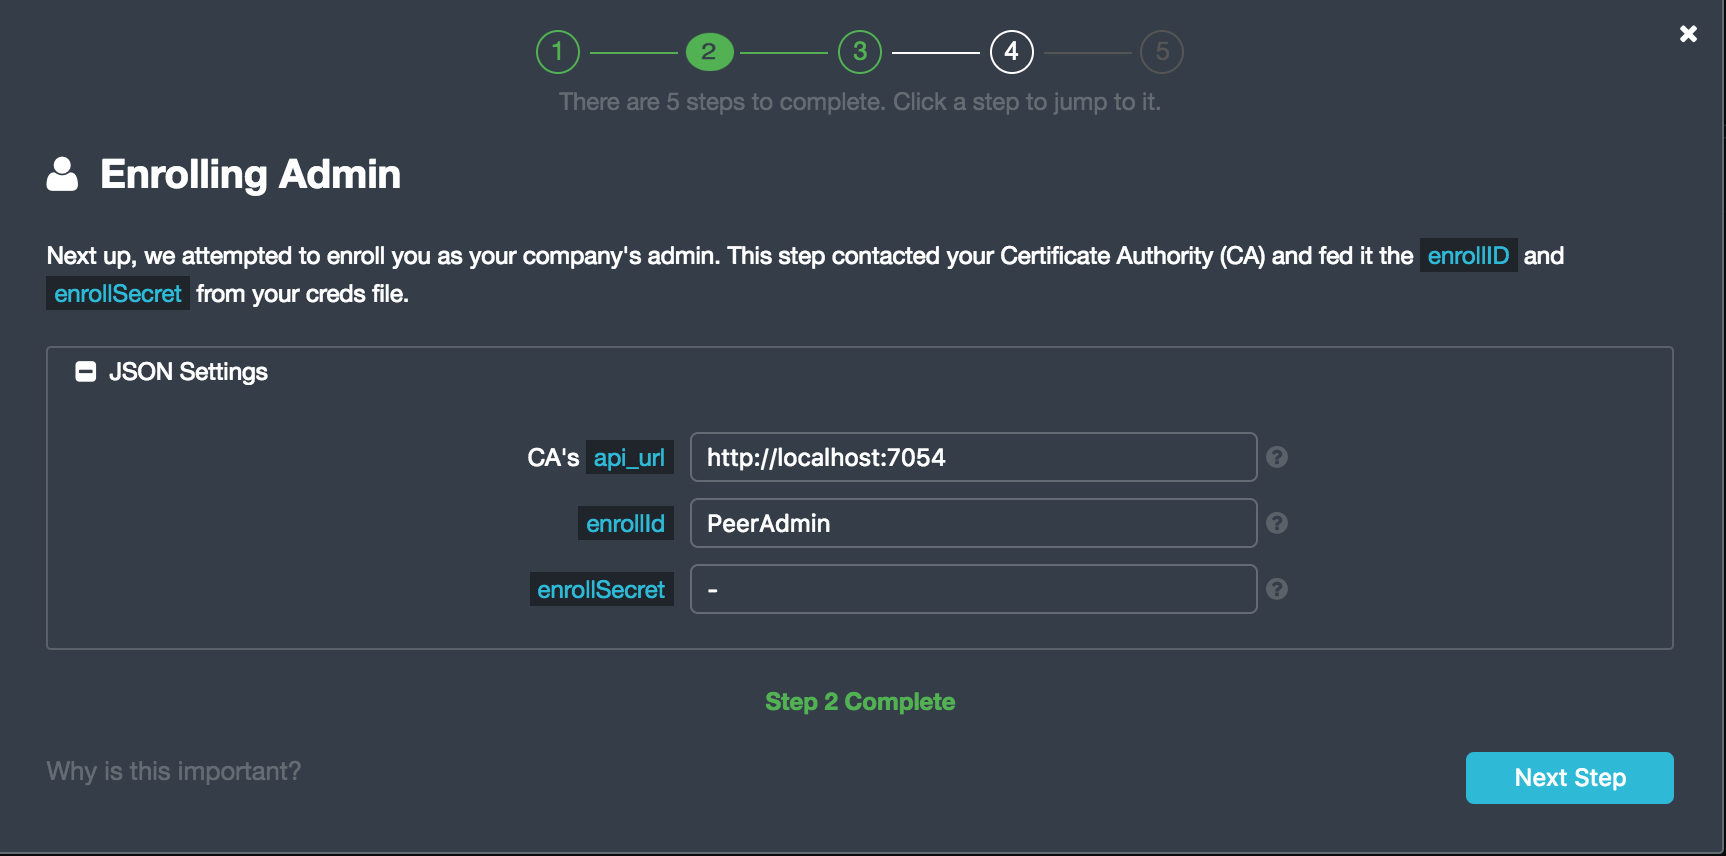 1 2 3 4 5
There are 5 steps to complete. Click a step to jump to it.
Enrolling Admin
Next up, we attempted to enroll you as your company's admin. This step contacted your Certificate Authority (CA) and fed it the enrollID and
enrollSecret from your creds file.
JSON Settings
CA's api_url http://localhost:7054 ?
enrollId PeerAdmin ?
enrollSecret - ?
Step 2 Complete
Why is this important?
Next Step